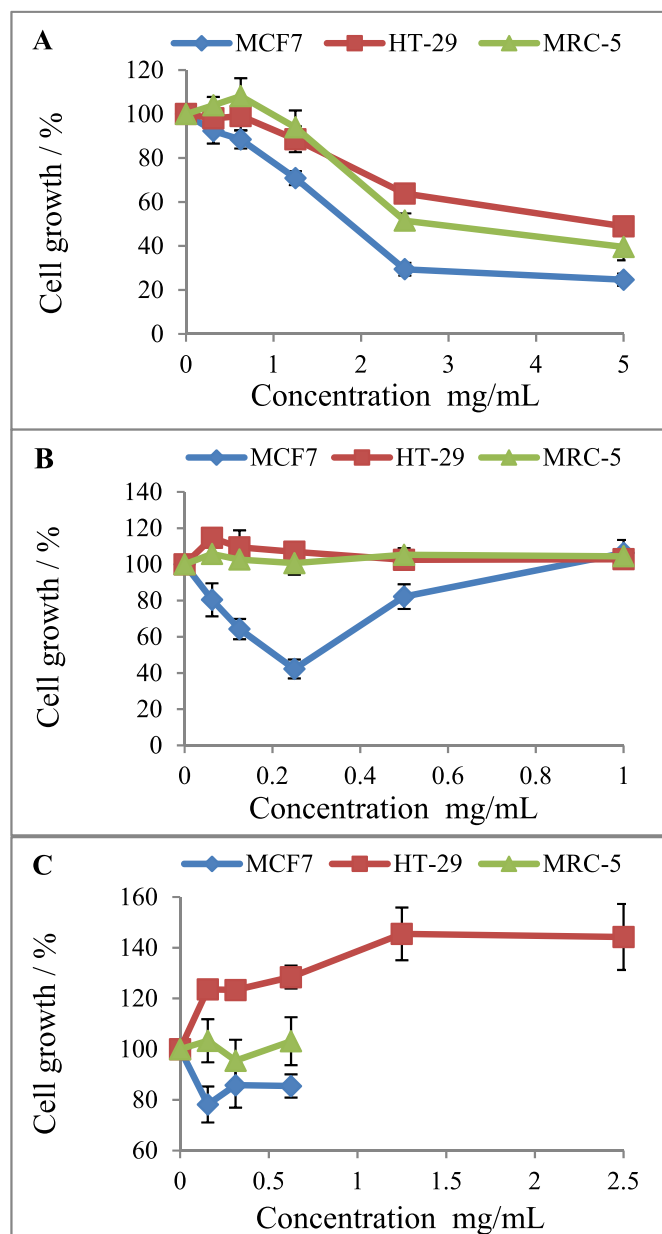 A
MCF7 HT-29 MRC-5
120
100
80
60
40
20
0
0 1 2 3 4 5
Cell growth / %
Concentration mg/mL
B
MCF7 HT-29 MRC-5
140
120
100
80
60
40
20
0
0 0.2 0.4 0.6 0.8 1
Cell growth / %
Concentration mg/mL
C
MCF7 HT-29 MRC-5
160
140
120
100
80
60
0 0.5 1 1.5 2 2.5
Cell growth / %
Concentration mg/mL